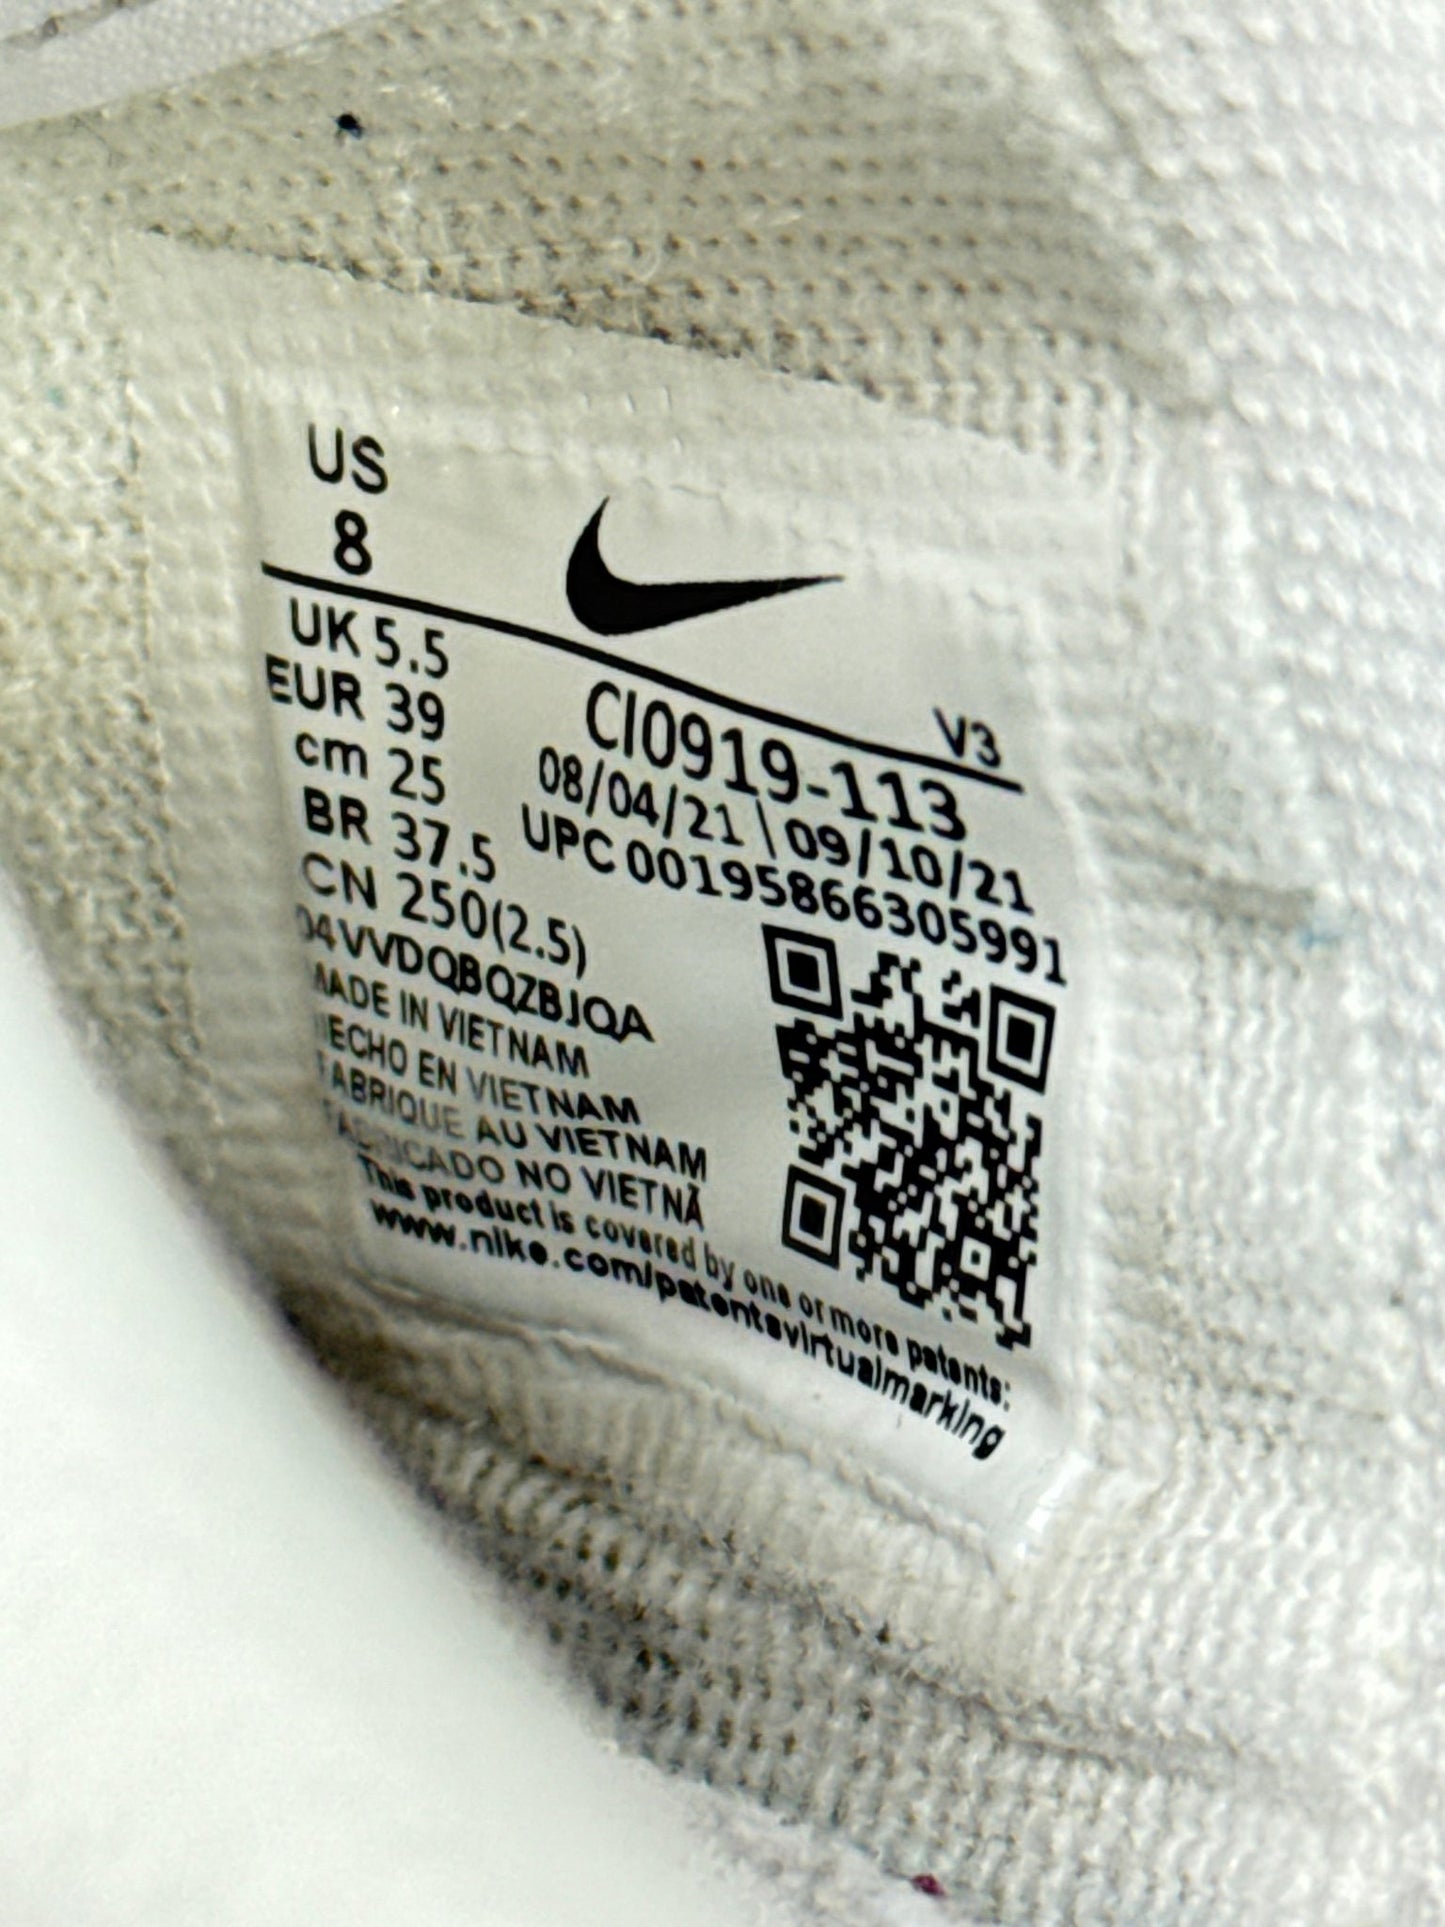 US
8
V3
UK 5.5
EUR 39
cm 25
BR 37.5
CN 250(2.5)
CI0919-113
08/04/21 \ 09/10/21
UPC 00195866305991
04VVDQBQZBJQA
MADE IN VIETNAM
HECHO EN VIETNAM
FABRIQUE AU VIETNAM
FABRICADO NO VIETNÃ
This product is covered by one or more patents:
www.nike.com/patentsvirtualmarking